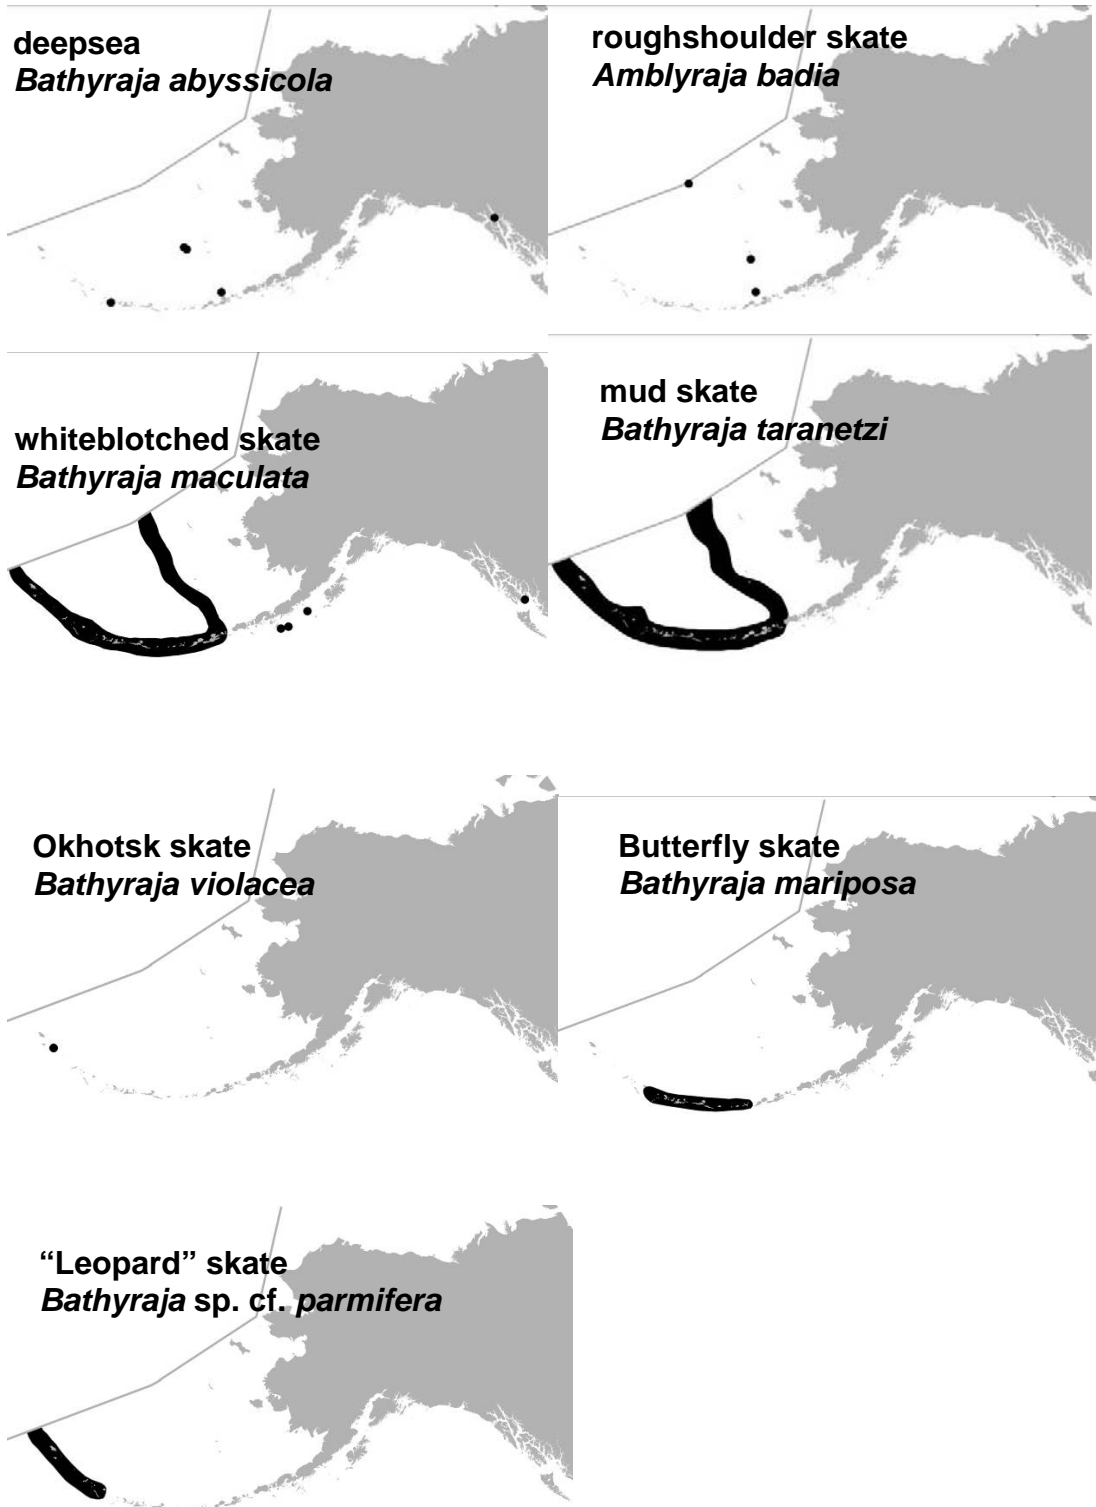 deepsea
Bathyraja abyssicola
roughshoulder skate
Amblyraja badia
whiteblotched skate
Bathyraja maculata
mud skate
Bathyraja taranetzi
Okhotsk skate
Bathyraja violacea
Butterfly skate
Bathyraja mariposa
“Leopard” skate
Bathyraja sp. cf. parmifera